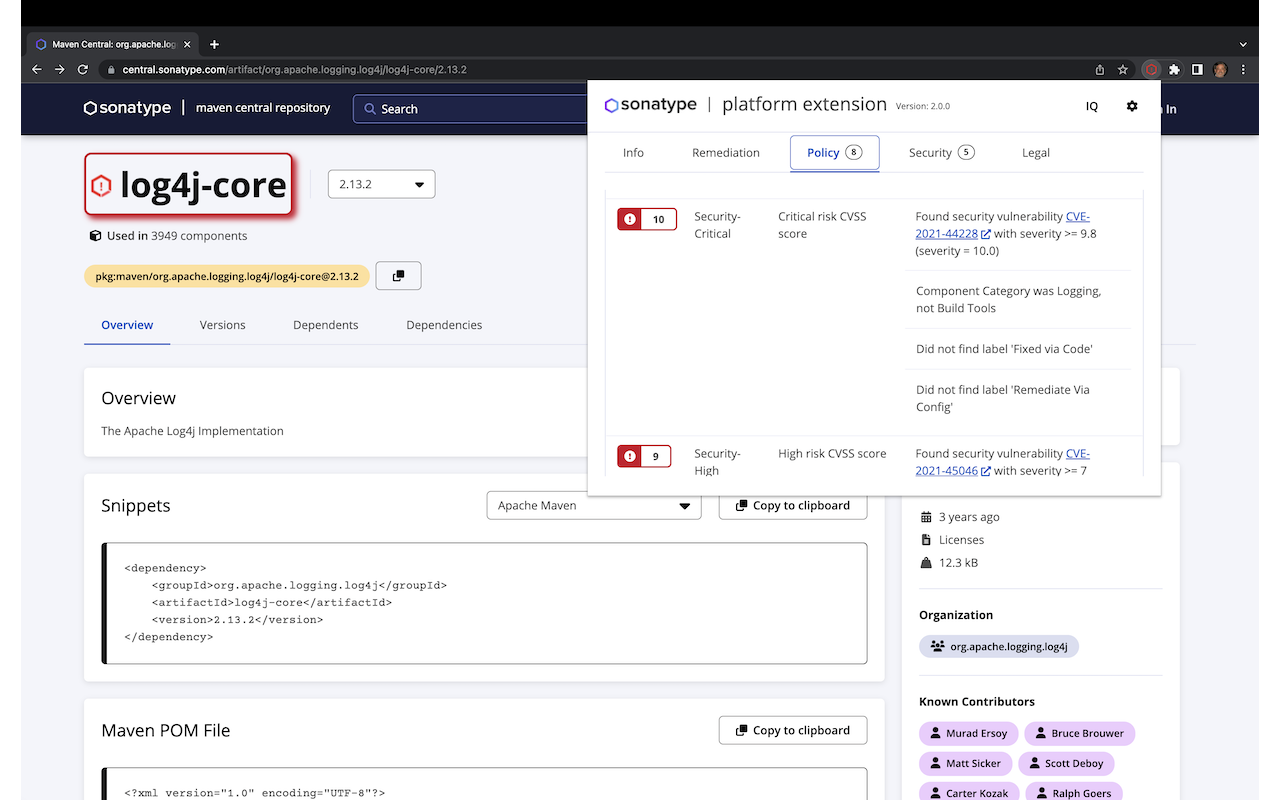 Maven Central: org.apache.log
central.sonatype.com/artifact/org.apache.logging.log4j/log4j-core/2.13.2
sonatype | maven central repository
Search
In
sonatype | platform extension Version: 2.0.0
IQ
Info
Remediation
Policy 8
Security 5
Legal
10
Security-
Critical
Critical risk CVSS
score
Found security vulnerability CVE-
2021-44228 with severity >= 9.8
(severity = 10.0)
Component Category was Logging,
not Build Tools
Did not find label 'Fixed via Code'
Did not find label 'Remediate Via
Config'
9
Security-
High
High risk CVSS score
Found security vulnerability CVE-
2021-45046 with severity >= 7
log4j-core
2.13.2
Used in 3949 components
pkg:maven/org.apache.logging.log4j/log4j-core@2.13.2
Overview
Versions
Dependents
Dependencies
Overview
The Apache Log4j Implementation
Snippets
Apache Maven
Copy to clipboard
<dependency>
<groupId>org.apache.logging.log4j</groupId>
<artifactId>log4j-core</artifactId>
<version>2.13.2</version>
</dependency>
Maven POM File
Copy to clipboard
<?xml version="1.0" encoding="UTF-8"?>
3 years ago
Licenses
12.3 kB
Organization
org.apache.logging.log4j
Known Contributors
Murad Ersoy
Bruce Brouwer
Matt Sicker
Scott Deboy
Carter Kozak
Ralph Goers